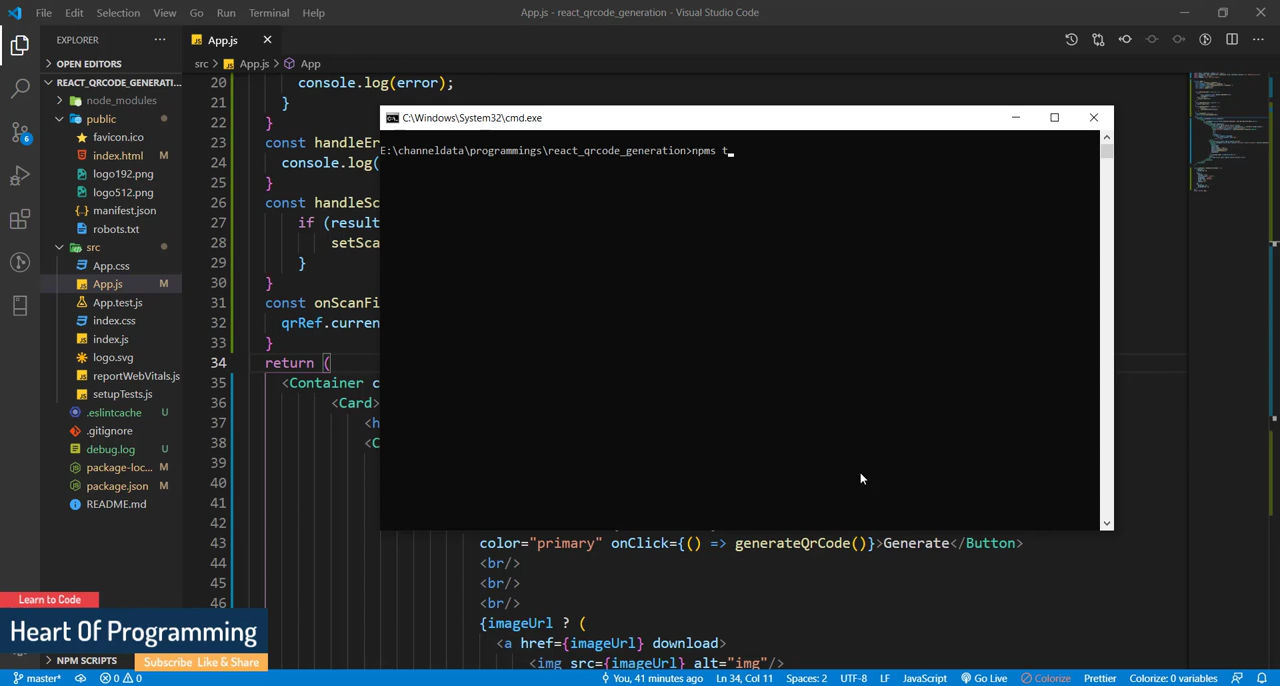 File Edit Selection View Go Run Terminal Help
App.js - react_qrcode_generation - Visual Studio Code
EXPLORER
App.js
OPEN EDITORS
src > App.js > App
REACT_QRCODE_GENERATI...
node_modules
public
favicon.ico
index.html M
logo192.png
logo512.png
manifest.json
robots.txt
src
App.css
App.js M
App.test.js
index.css
index.js
logo.svg
reportWebVitals.js
setupTests.js
.eslintcache U
.gitignore
debug.log U
package-loc... M
package.json M
README.md
NPM SCRIPTS
6
20 console.log(error);
21 }
22 }
23 const handleEr
24 console.log(
25 }
26 const handleSc
27 if (result
28 setSca
29 }
30 }
31 const onScanFi
32 qrRef.curren
33 }
34 return (
35 <Container c
36 <Card>
37 <h
38 <C
39
40
41
42
43 color="primary" onClick={() => generateQrCode()}>Generate</Button>
44 <br/>
45 <br/>
46 <br/>
{imageUrl ? (
<a href={imageUrl} download>
<img src={imageUrl} alt="img"/>
C:\Windows\System32\cmd.exe
E:\channeldata\programmings\react_qrcode_generation>npms t_
Learn to Code
Heart Of Programming
Subscribe Like & Share
master* 0 0 You, 41 minutes ago Ln 34, Col 11 Spaces: 2 UTF-8 LF JavaScript Go Live Colorize Prettier Colorize: 0 variables